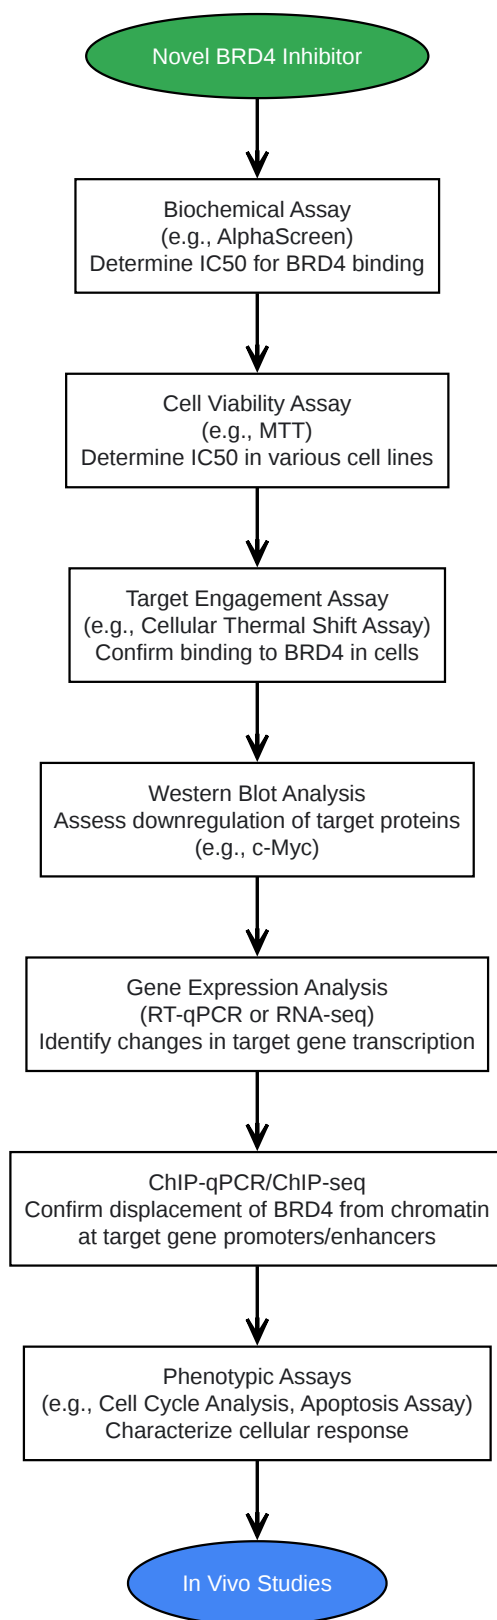 Novel BRD4 Inhibitor
Biochemical Assay
(e.g., AlphaScreen)
Determine IC50 for BRD4 binding
Cell Viability Assay
(e.g., MTT)
Determine IC50 in various cell lines
Target Engagement Assay
(e.g., Cellular Thermal Shift Assay)
Confirm binding to BRD4 in cells
Western Blot Analysis
Assess downregulation of target proteins
(e.g., c-Myc)
Gene Expression Analysis
(RT-qPCR or RNA-seq)
Identify changes in target gene transcription
ChIP-qPCR/ChIP-seq
Confirm displacement of BRD4 from chromatin
at target gene promoters/enhancers
Phenotypic Assays
(e.g., Cell Cycle Analysis, Apoptosis Assay)
Characterize cellular response
In Vivo Studies